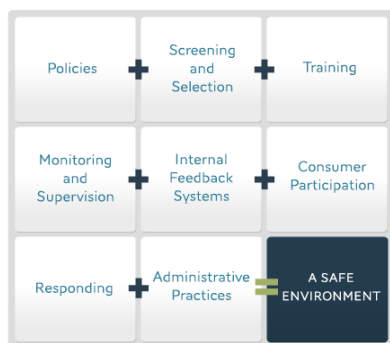 Policies
Screening
and
Selection
Training
Monitoring
and
Supervision
Internal
Feedback
Systems
Consumer
Participation
Responding
Administrative
Practices
A SAFE
ENVIRONMENT